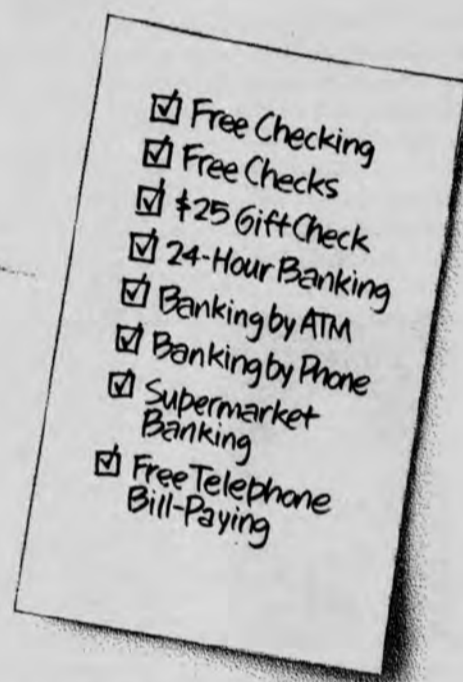 ☑ Free Checking
☑ Free Checks
☑ $25 Gift Check
☑ 24-Hour Banking
☑ Banking by ATM
☑ Banking by Phone
☑ Supermarket
Banking
☑ Free Telephone
Bill-Paying